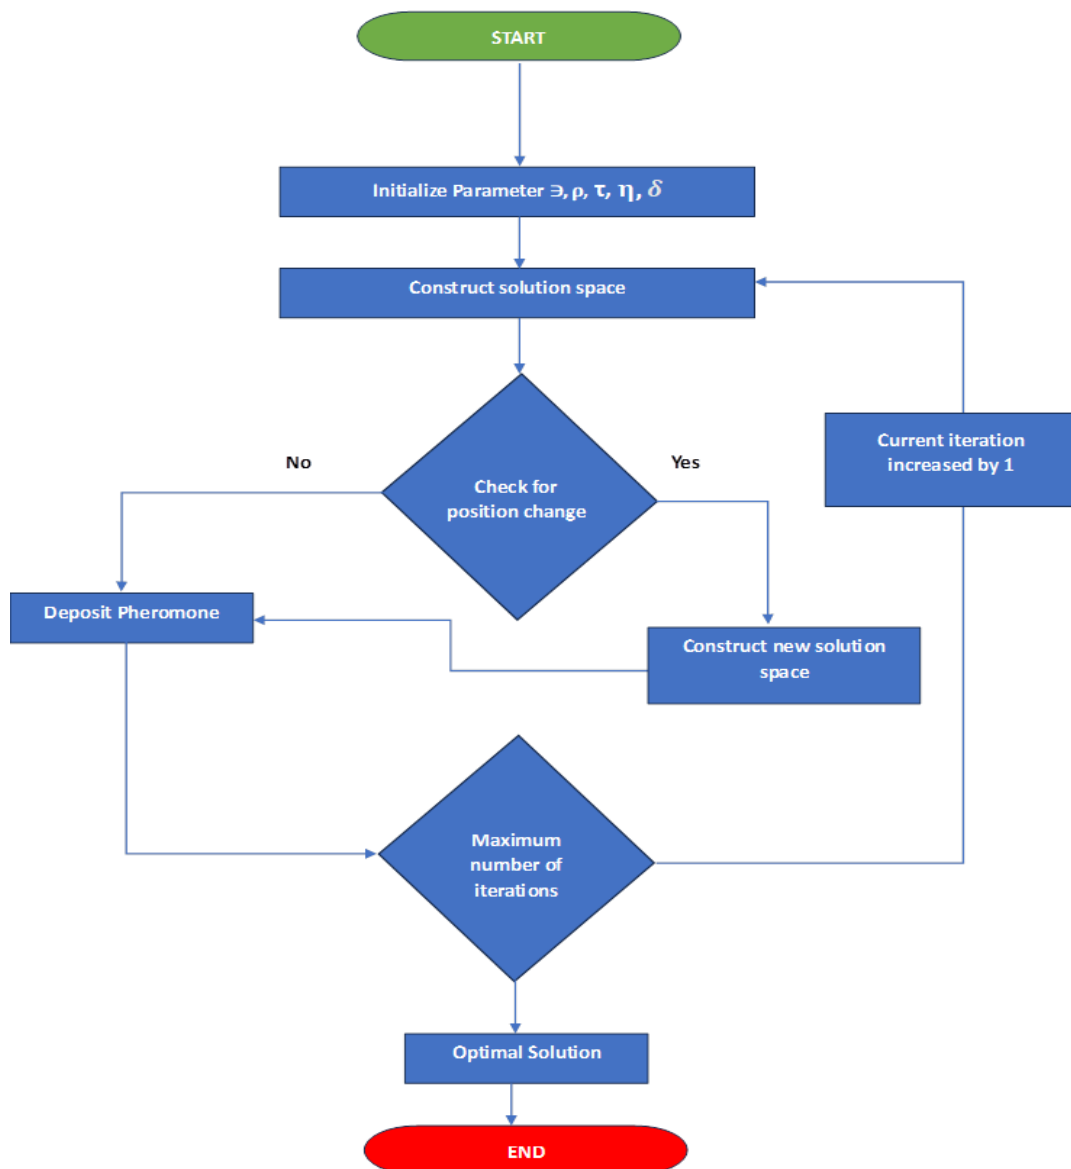 START
Initialize Parameter ∋, ρ, τ, η, δ
Construct solution space
Current iteration
increased by 1
No
Yes
Check for
position change
Deposit Pheromone
Construct new solution
space
Maximum
number of
iterations
Optimal Solution
END